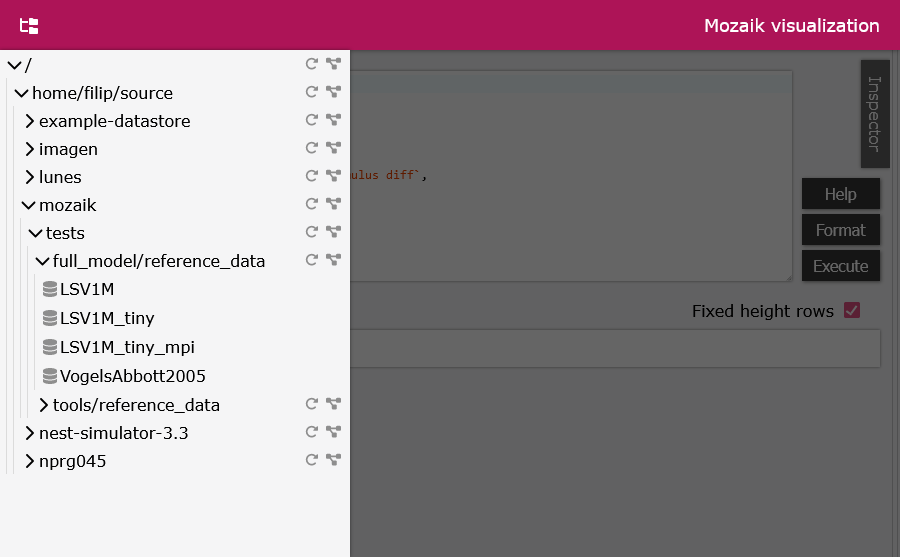 Mozaik visualization
/
home/filip/source
example-datastore
imagen
lunes
ulus diff`,
mozaik
tests
full_model/reference_data
LSV1M
LSV1M_tiny
LSV1M_tiny_mpi
VogelsAbbott2005
tools/reference_data
nest-simulator-3.3
nprg045
Inspector
Help
Format
Execute
Fixed height rows